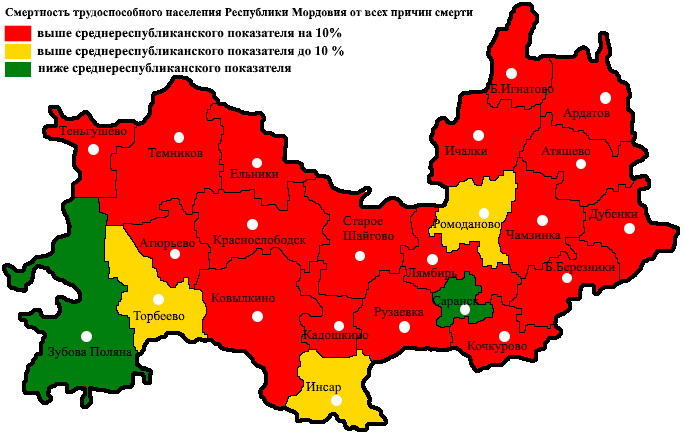 Смертность трудоспособного населения Республики Мордовия от всех причин смерти
выше среднереспубликанского показателя на 10%
выше среднереспубликанского показателя до 10 %
ниже среднереспубликанского показателя
Б.Игнатово
Ардатов
Теньгушево
Темников
Ичалки
Атяшево
Ельники
Дубенки
Старое
Шайгово
Ромоданово
Чамзинка
Атюрьево
Краснослободск
Лямбирь
Б.Березники
Ковылкино
Саранск
Торбеево
Рузаевка
Кадошкино
Зубова Поляна
Кочкурово
Инсар